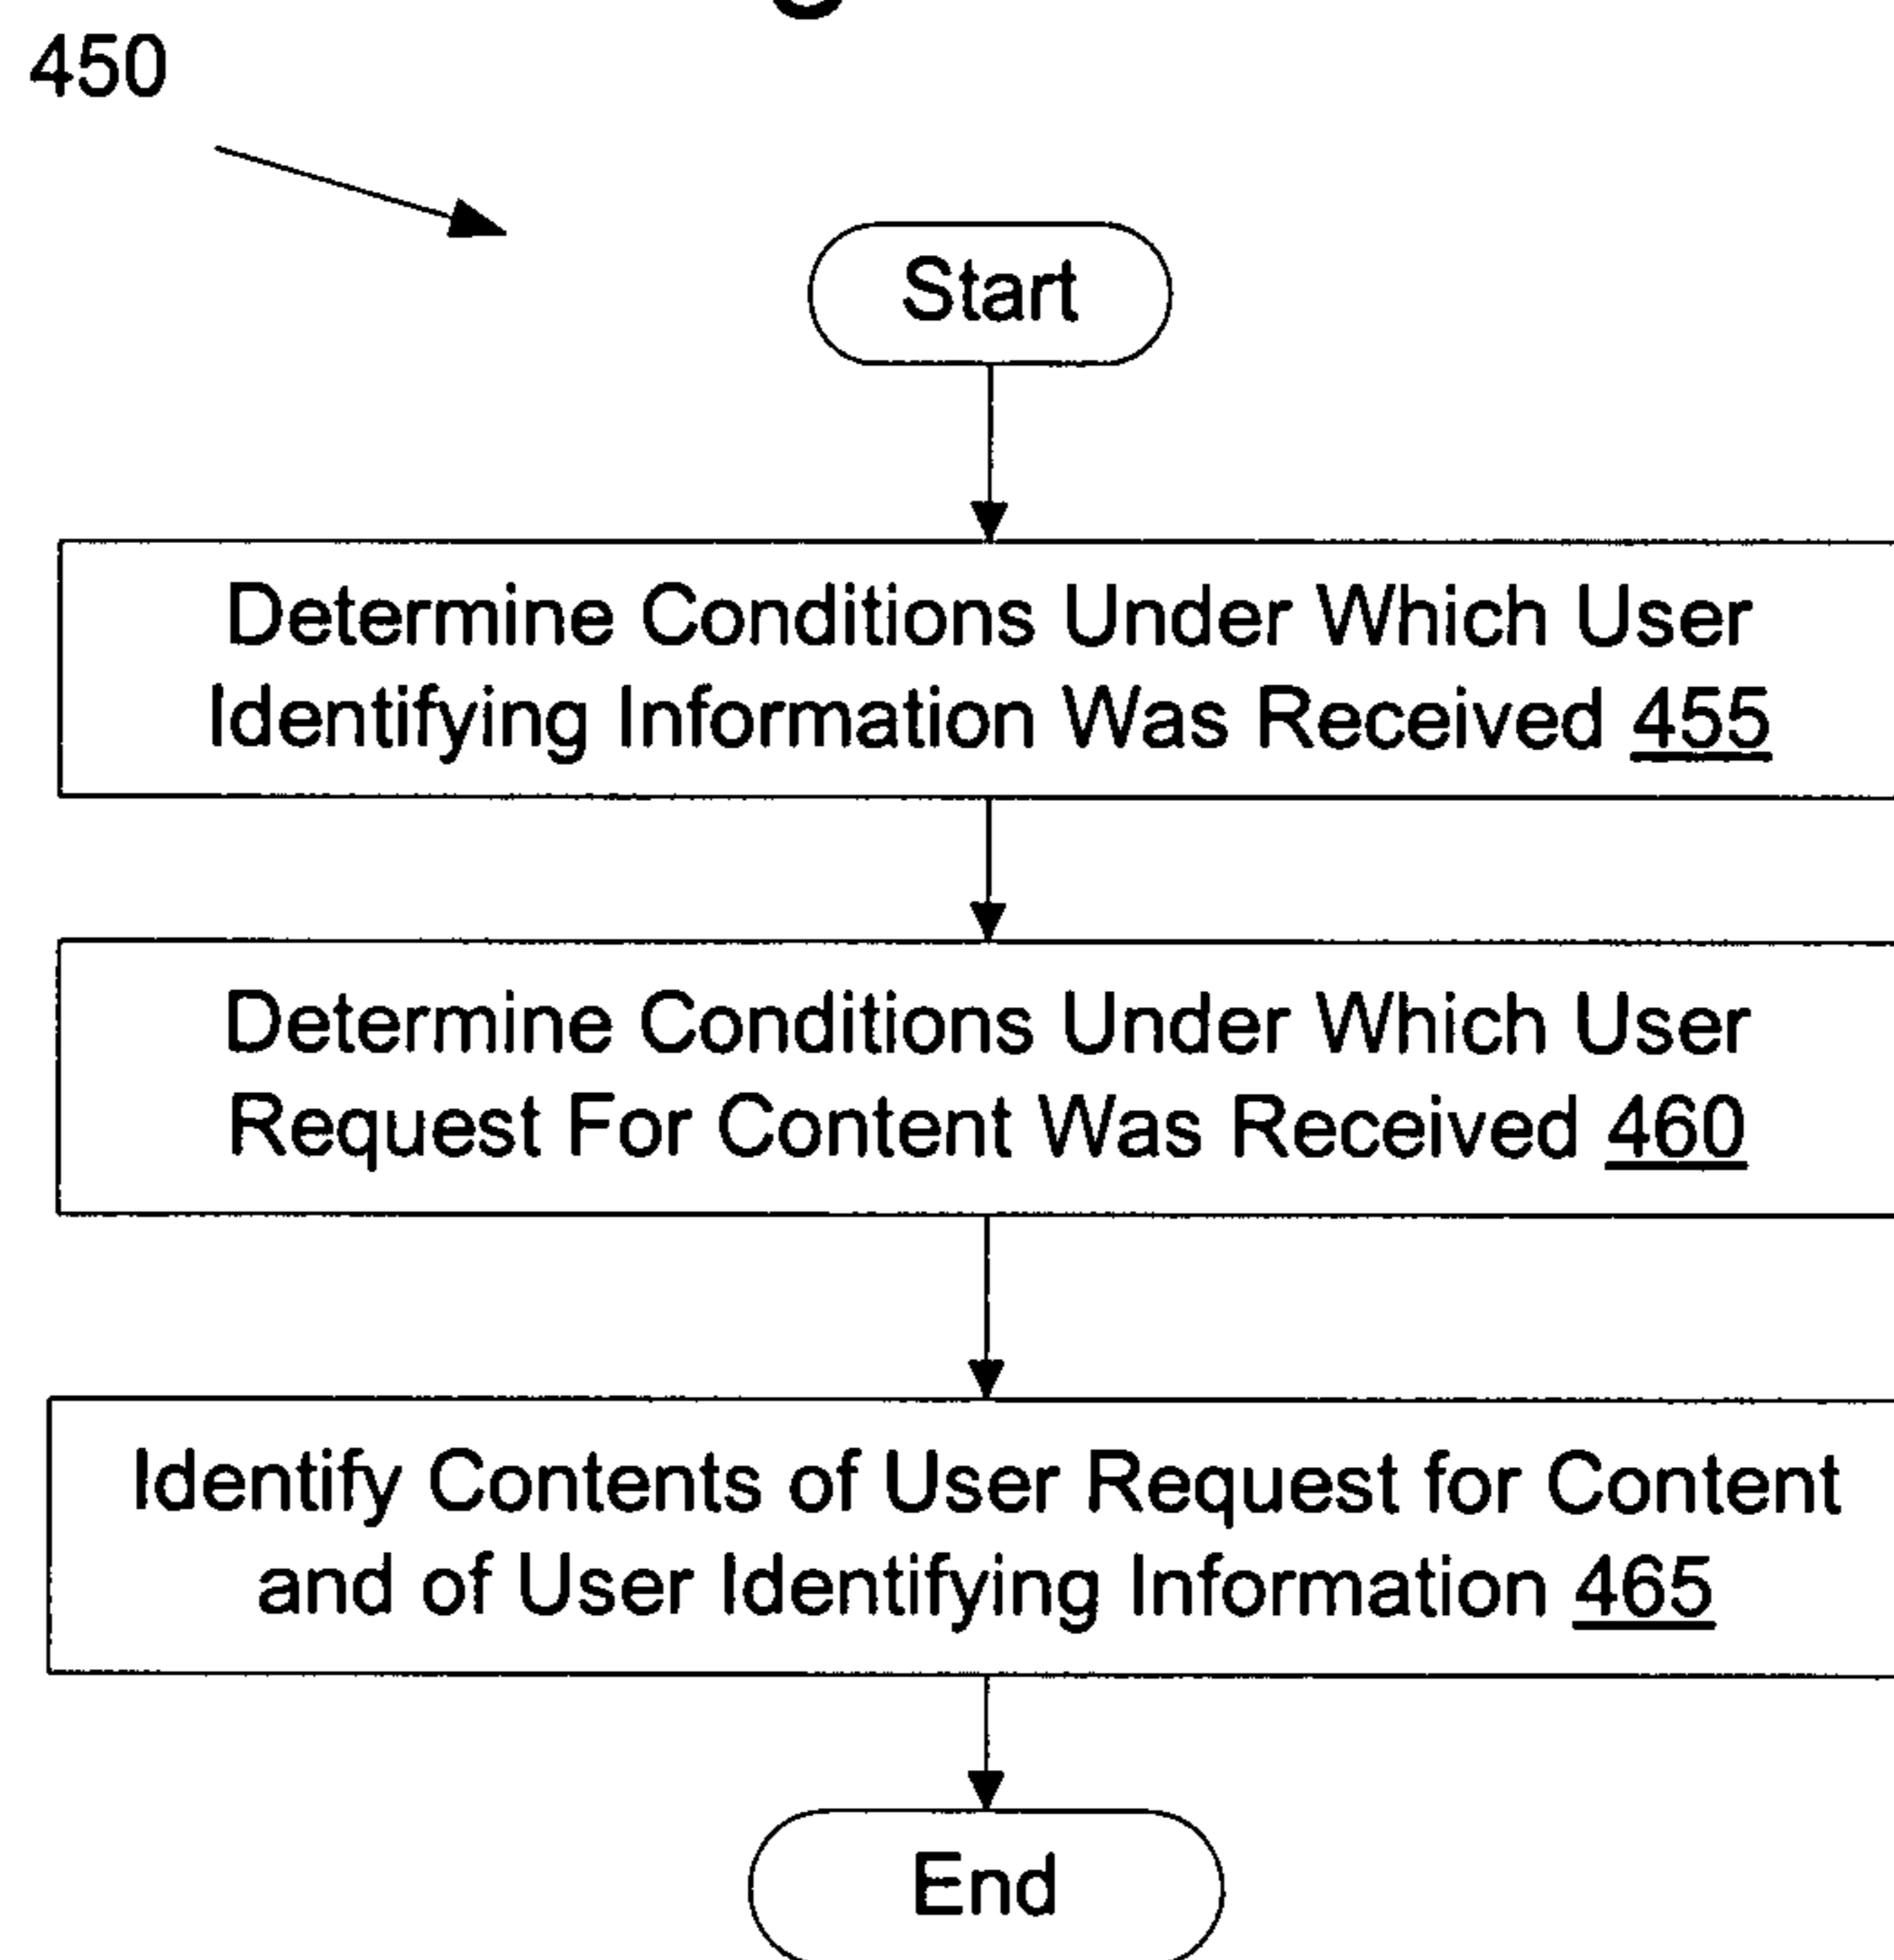 450
Start
Determine Conditions Under Which User
Identifying Information Was Received 455
Determine Conditions Under Which User
Request For Content Was Received 460
Identify Contents of User Request for Content
and of User Identifying Information 465
End